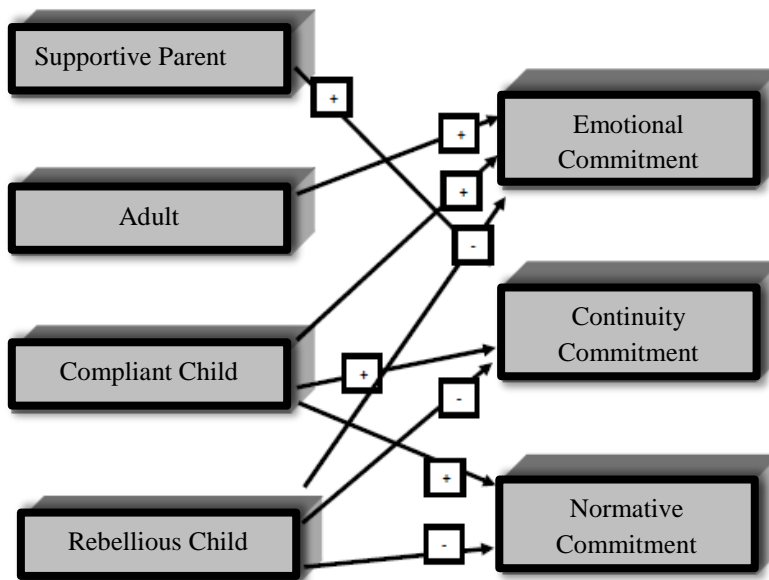 Supportive Parent
+
Emotional
Commitment
+
Adult
+
-
Continuity
Commitment
Compliant Child
+
-
+
Normative
Commitment
Rebellious Child
-